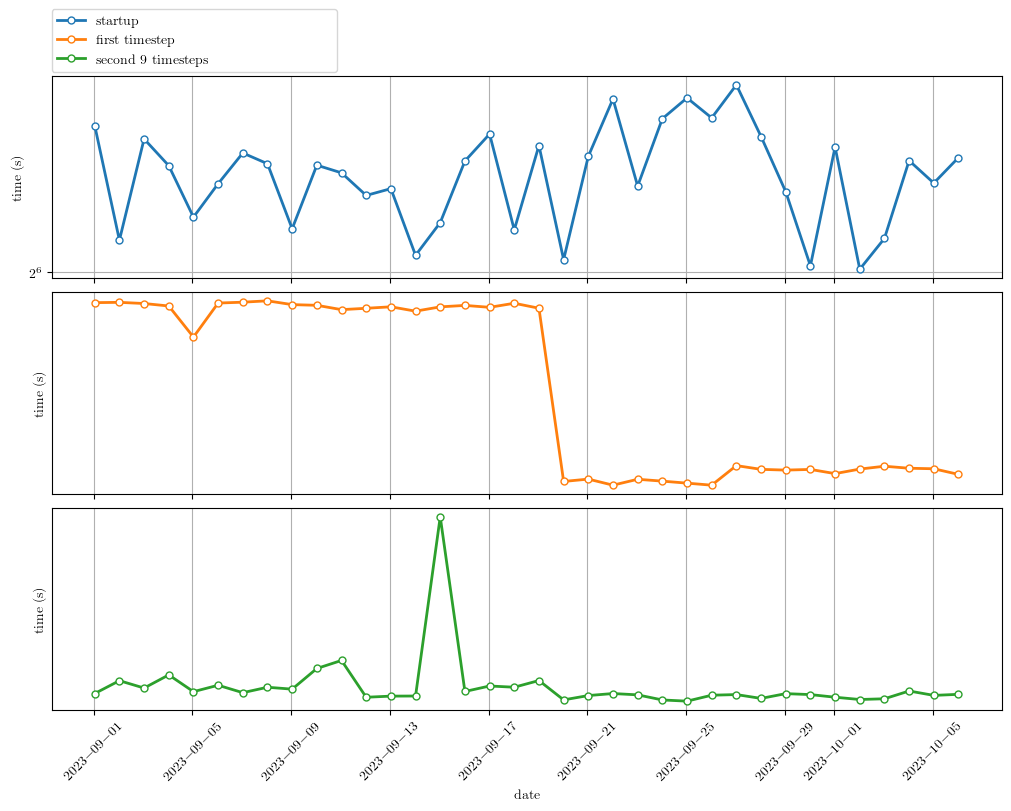 startup
first timestep
second 9 timesteps
time (s)
2⁶
time (s)
time (s)
2023−09−01
2023−09−05
2023−09−09
2023−09−13
2023−09−17
2023−09−21
2023−09−25
2023−09−29
2023−10−01
2023−10−05
date